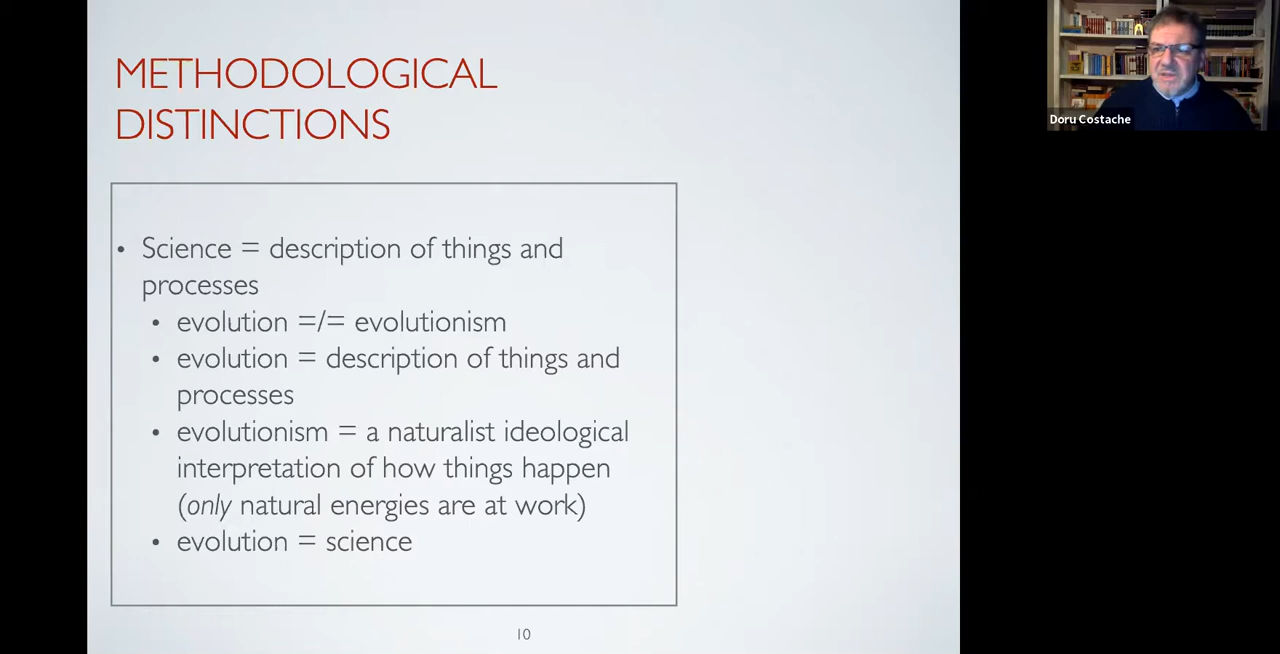 METHODOLOGICAL
DISTINCTIONS
• Science = description of things and
processes
• evolution =/= evolutionism
• evolution = description of things and
processes
• evolutionism = a naturalist ideological
interpretation of how things happen
(only natural energies are at work)
• evolution = science
10
Doru Costache